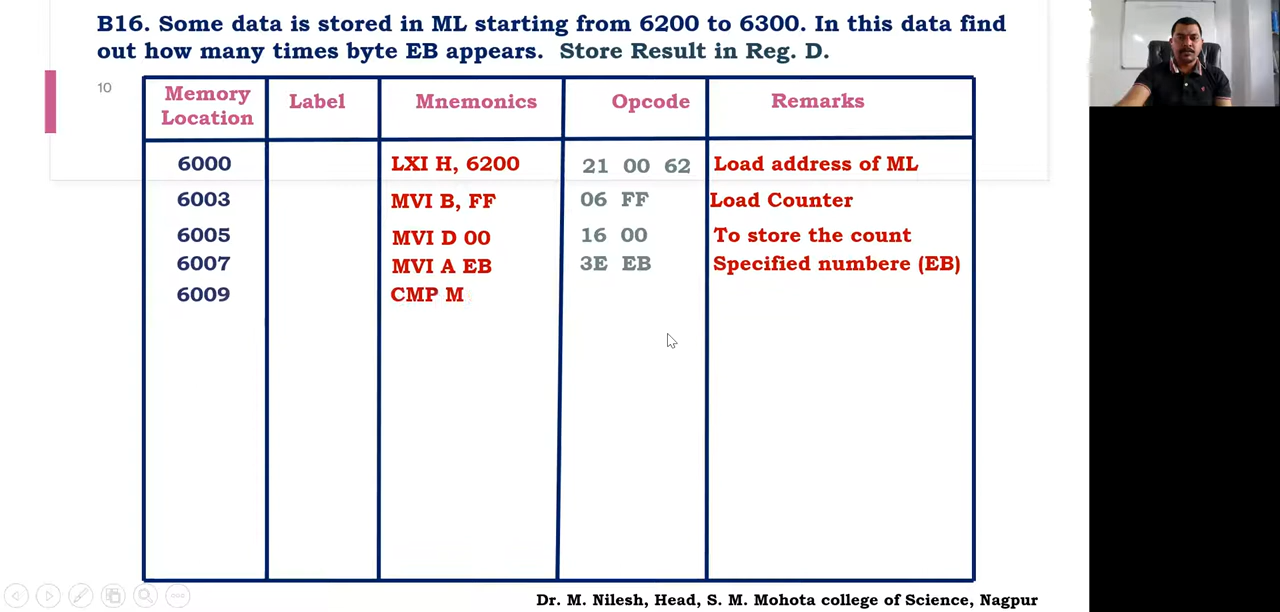 B16. Some data is stored in ML starting from 6200 to 6300. In this data find
out how many times byte EB appears. Store Result in Reg. D.
10
Memory Location Label Mnemonics Opcode Remarks
6000 LXI H, 6200 21 00 62 Load address of ML
6003 MVI B, FF 06 FF Load Counter
6005 MVI D 00 16 00 To store the count
6007 MVI A EB 3E EB Specified numbere (EB)
6009 CMP M
Dr. M. Nilesh, Head, S. M. Mohota college of Science, Nagpur